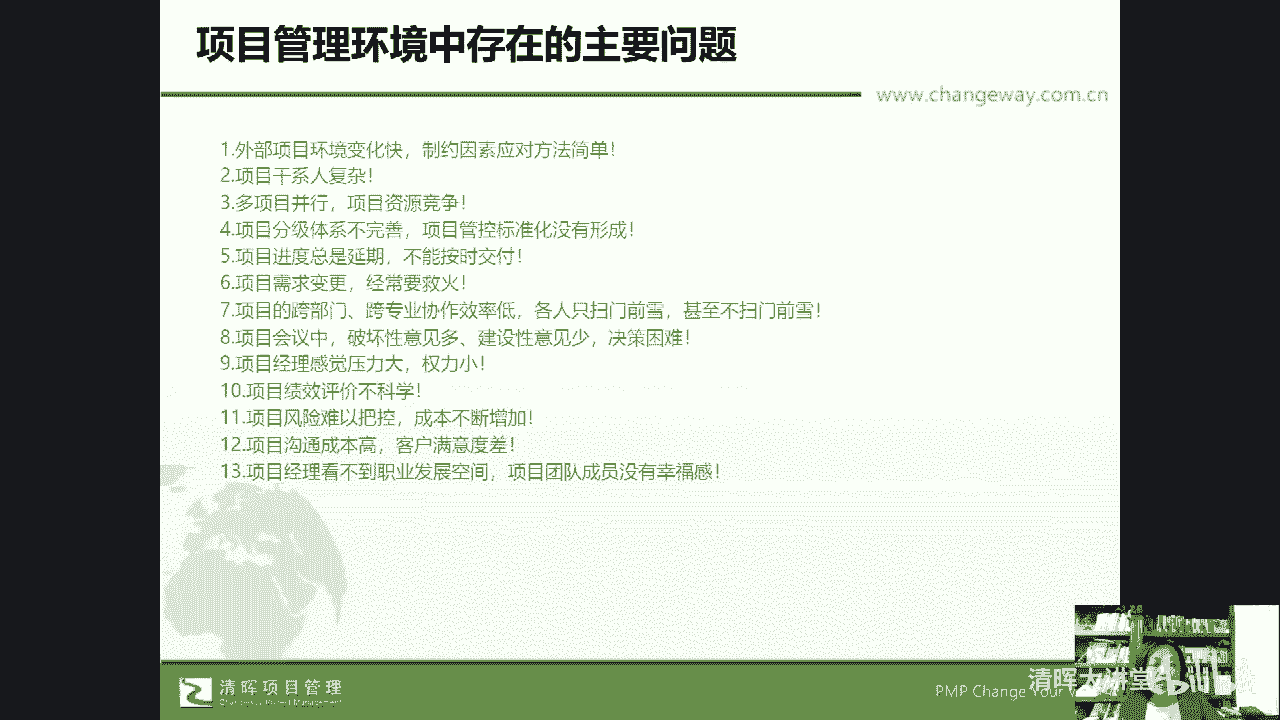 项目管理环境中存在的主要问题
www.changeway.com.cn
1.外部项目环境变化快，制约因素应对方法简单！
2.项目干系人复杂！
3.多项目并行，项目资源竞争！
4.项目分级体系不完善，项目管控标准化没有形成！
5.项目进度总是延期，不能按时交付！
6.项目需求变更，经常要救火！
7.项目的跨部门、跨专业协作效率低，各人只扫门前雪，甚至不扫门前雪！
8.项目会议中，破坏性意见多、建设性意见少，决策困难！
9.项目经理感觉压力大，权力小！
10.项目绩效评价不科学！
11.项目风险难以把控，成本不断增加！
12.项目沟通成本高，客户满意度差！
13.项目经理看不到职业发展空间，项目团队成员没有幸福感！
清晖项目管理
PMP Change Your
清晖大讲堂